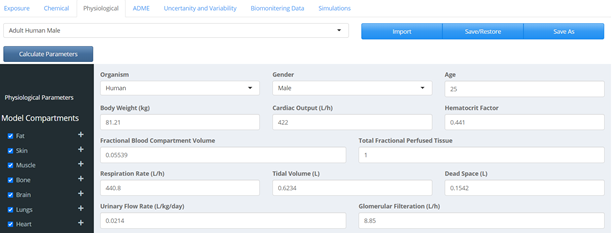 Exposure Chemical Physiological ADME Uncertanity and Variability Biomonitering Data Simulations
Adult Human Male Import Save/Restore Save As
Calculate Parameters
Physiological Parameters
Model Compartments
Fat
Skin
Muscle
Bone
Brain
Lungs
Heart
Organism Gender Age
Human Male 25
Body Weight (kg) Cardiac Output (L/h) Hematocrit Factor
81.21 422 0.441
Fractional Blood Compartment Volume Total Fractional Perfused Tissue
0.05539 1
Respiration Rate (L/h) Tidal Volume (L) Dead Space (L)
440.8 0.6234 0.1542
Urinary Flow Rate (L/kg/day) Glomerular Filteration (L/h)
0.0214 8.85